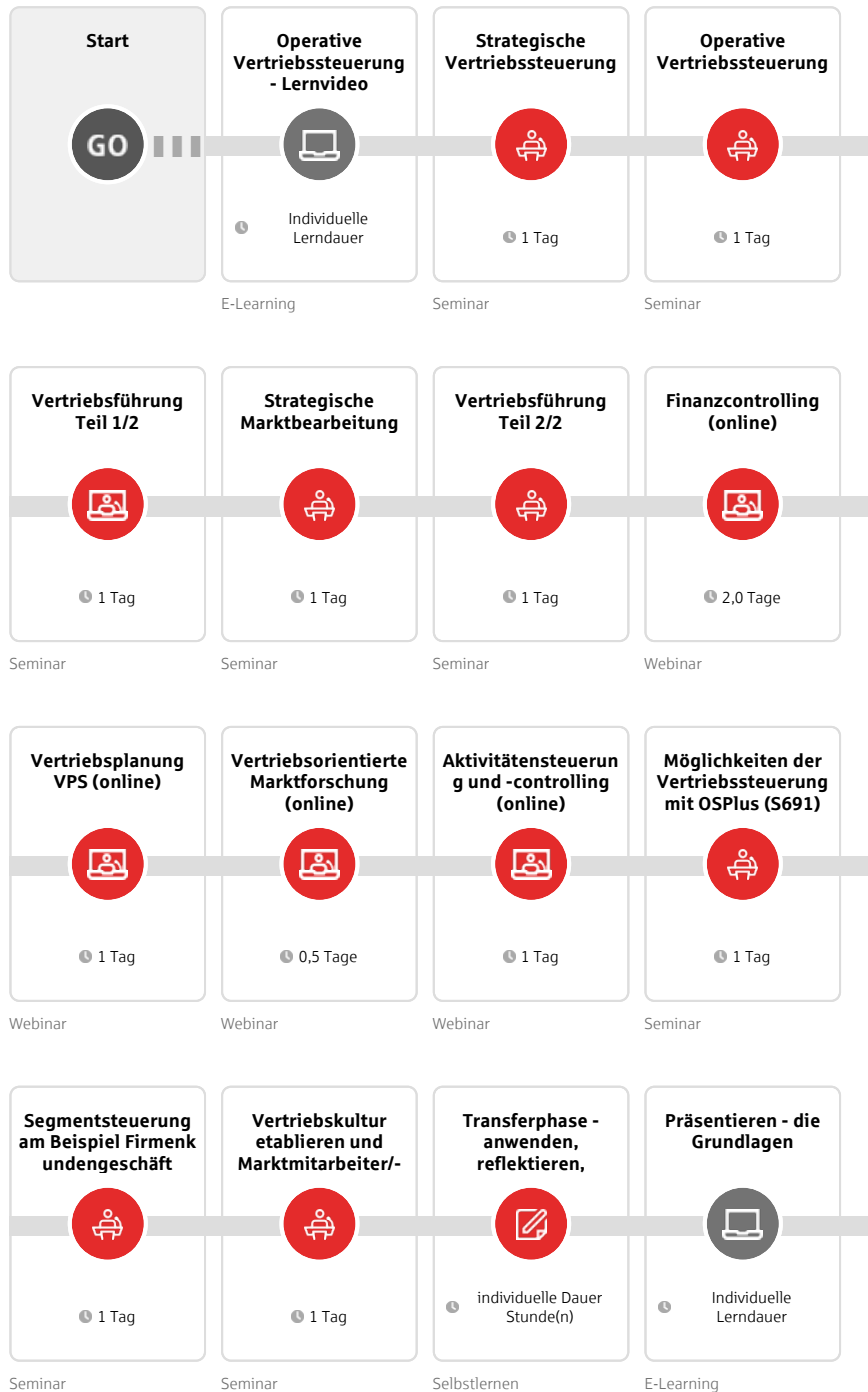 Start
GO
Operative
Vertriebssteuerung
- Lernvideo
Individuelle
Lerndauer
E-Learning
Strategische
Vertriebssteuerung
1 Tag
Seminar
Operative
Vertriebssteuerung
1 Tag
Seminar
Vertriebsführung
Teil 1/2
1 Tag
Seminar
Strategische
Marktbearbeitung
1 Tag
Seminar
Vertriebsführung
Teil 2/2
1 Tag
Seminar
Finanzcontrolling
(online)
2,0 Tage
Webinar
Vertriebsplanung
VPS (online)
1 Tag
Webinar
Vertriebsorientierte
Marktforschung
(online)
0,5 Tage
Webinar
Aktivitätensteuerun
g und -controlling
(online)
1 Tag
Webinar
Möglichkeiten der
Vertriebssteuerung
mit OSPlus (S691)
1 Tag
Seminar
Segmentsteuerung
am Beispiel Firmenk
undengeschäft
1 Tag
Seminar
Vertriebskultur
etablieren und
Marktmitarbeiter/-
1 Tag
Seminar
Transferphase -
anwenden,
reflektieren,
individuelle Dauer
Stunde(n)
Selbstlernen
Präsentieren - die
Grundlagen
Individuelle
Lerndauer
E-Learning